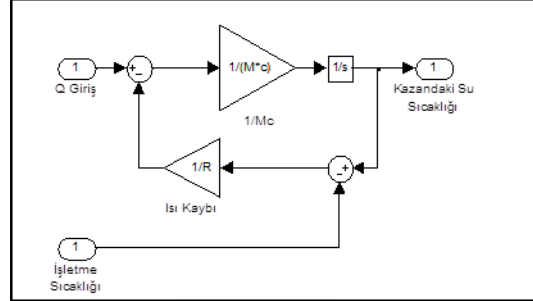 1
Q Giriş
+
-
1/(M*c)
1/Mc
1/s
1
Kazandaki Su
Sıcaklığı
1/R
Isı Kaybı
- +
1
İşletme
Sıcaklığı